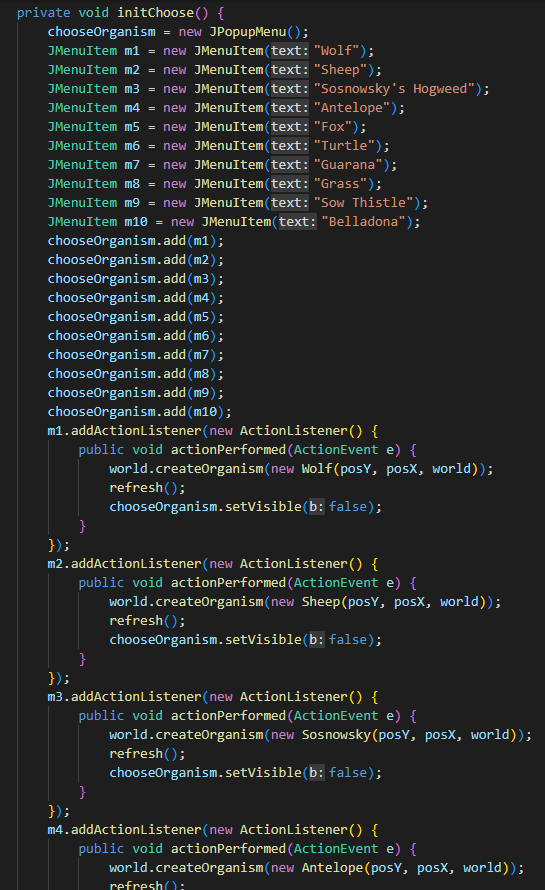 private void initChoose() {
chooseOrganism = new JPopupMenu();
JMenuItem m1 = new JMenuItem(text: "Wolf");
JMenuItem m2 = new JMenuItem(text: "Sheep");
JMenuItem m3 = new JMenuItem(text: "Sosnowsky's Hogweed");
JMenuItem m4 = new JMenuItem(text: "Antelope");
JMenuItem m5 = new JMenuItem(text: "Fox");
JMenuItem m6 = new JMenuItem(text: "Turtle");
JMenuItem m7 = new JMenuItem(text: "Guarana");
JMenuItem m8 = new JMenuItem(text: "Grass");
JMenuItem m9 = new JMenuItem(text: "Sow Thistle");
JMenuItem m10 = new JMenuItem(text: "Belladona");
chooseOrganism.add(m1);
chooseOrganism.add(m2);
chooseOrganism.add(m3);
chooseOrganism.add(m4);
chooseOrganism.add(m5);
chooseOrganism.add(m6);
chooseOrganism.add(m7);
chooseOrganism.add(m8);
chooseOrganism.add(m9);
chooseOrganism.add(m10);
m1.addActionListener(new ActionListener() {
public void actionPerformed(ActionEvent e) {
world.createOrganism(new Wolf(posY, posX, world));
refresh();
chooseOrganism.setVisible(b: false);
}
});
m2.addActionListener(new ActionListener() {
public void actionPerformed(ActionEvent e) {
world.createOrganism(new Sheep(posY, posX, world));
refresh();
chooseOrganism.setVisible(b: false);
}
});
m3.addActionListener(new ActionListener() {
public void actionPerformed(ActionEvent e) {
world.createOrganism(new Sosnowsky(posY, posX, world));
refresh();
chooseOrganism.setVisible(b: false);
}
});
m4.addActionListener(new ActionListener() {
public void actionPerformed(ActionEvent e) {
world.createOrganism(new Antelope(posY, posX, world));
refresh();